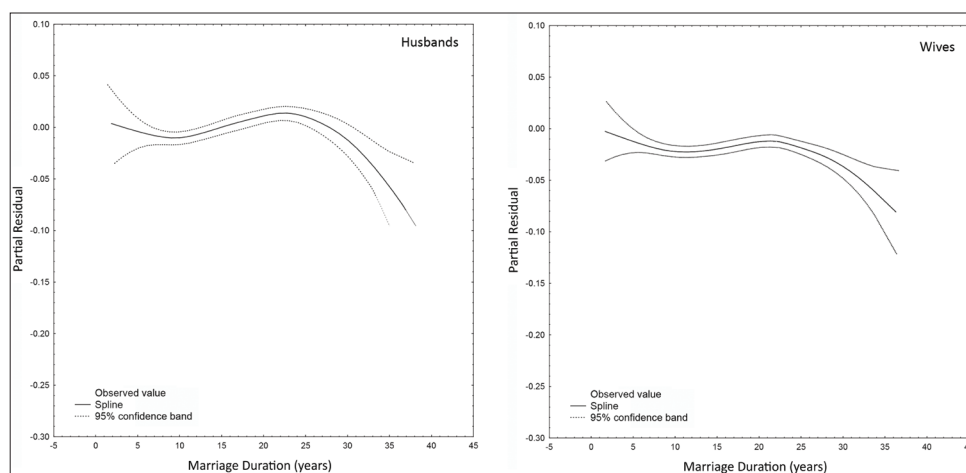 Husbands
0.10
0.05
0.00
-0.05
-0.10
-0.15
-0.20
-0.25
-0.30
Partial Residual
Observed value
Spline
95% confidence band
-5 0 5 10 15 20 25 30 35 40 45
Marriage Duration (years)
Wives
0.10
0.05
0.00
-0.05
-0.10
-0.15
-0.20
-0.25
-0.30
Partial Residual
Observed value
Spline
95% confidence band
-5 0 5 10 15 20 25 30 35 40 45
Marriage Duration (years)